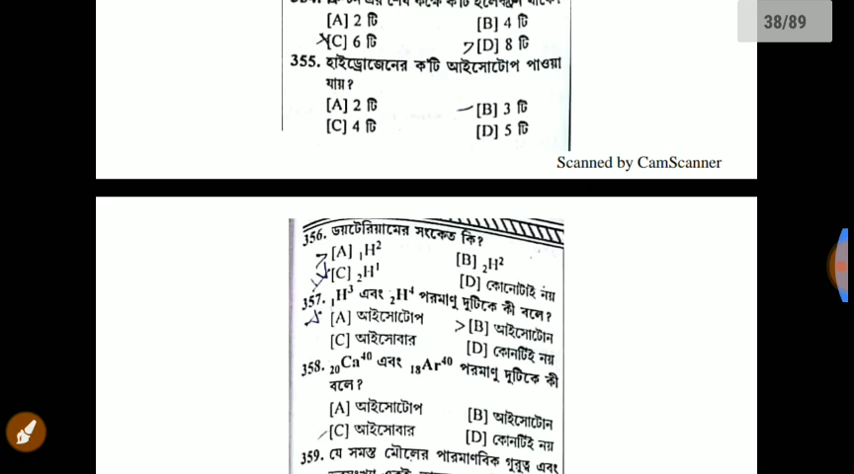 38/89
[A] 2 টি [B] 4 টি
[C] 6 টি [D] 8 টি
355. হাইড্রোজেনের ক'টি আইসোটোপ পাওয়া
যায়?
[A] 2 টি [B] 3 টি
[C] 4 টি [D] 5 টি
Scanned by CamScanner
356. ডয়টেরিয়ামের সংকেত কি?
[A] ₁H² [B] ₂H²
[C] ₂H¹ [D] কোনোটিই নয়
357. ₁H³ এবং ₂H⁴ পরমাণু দুটিকে কী বলে?
[A] আইসোটোপ [B] আইসোটোন
[C] আইসোবার [D] কোনটিই নয়
358. ₂₀Ca⁴⁰ এবং ₁₈Ar⁴⁰ পরমাণু দুটিকে কী
বলে?
[A] আইসোটোপ [B] আইসোটোন
[C] আইসোবার [D] কোনটিই নয়
359. যে সমস্ত মৌলের পারমাণবিক গুরুত্ব এবং